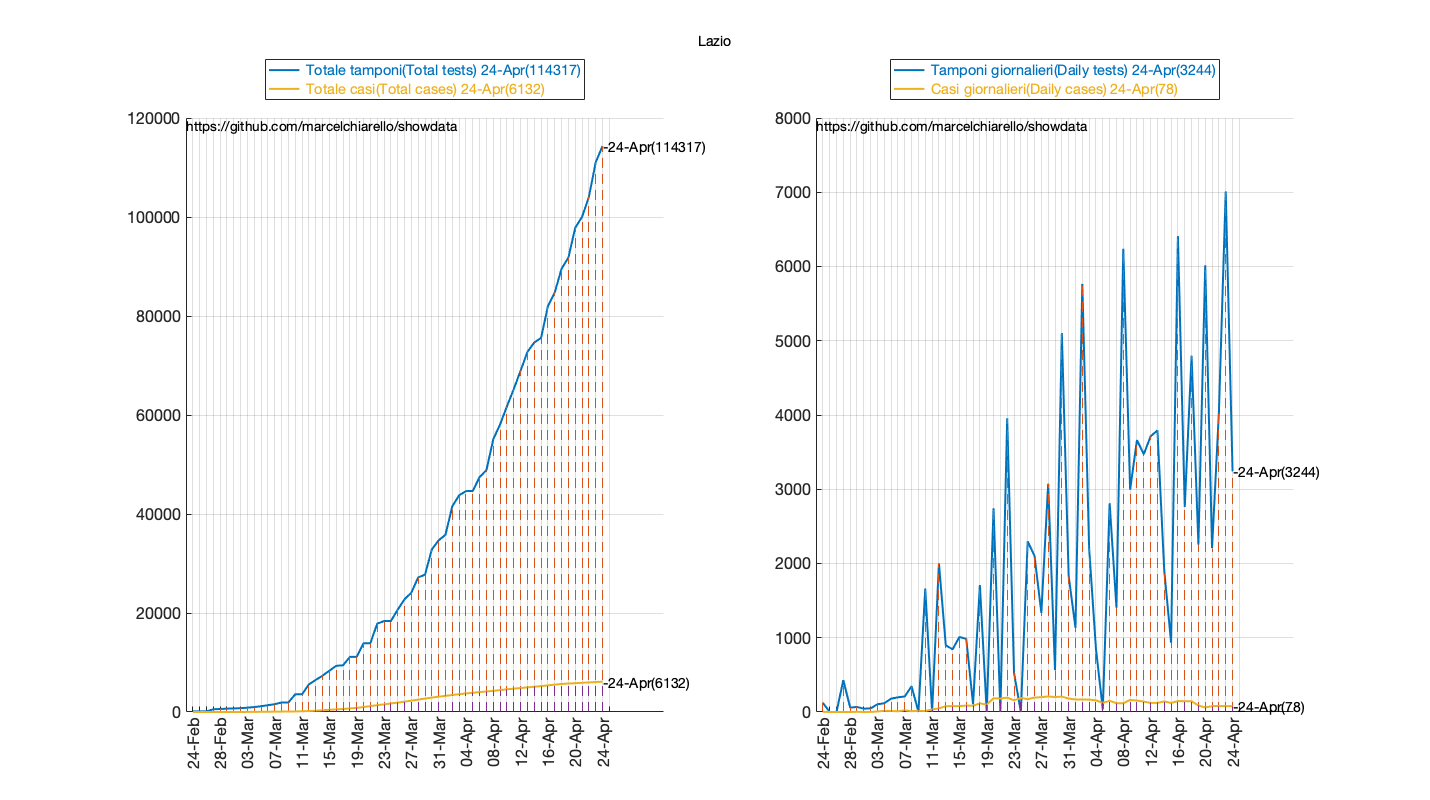 Lazio
Totale tamponi(Total tests) 24-Apr(114317)
Totale casi(Total cases) 24-Apr(6132)
120000
100000
80000
60000
40000
20000
0
https://github.com/marcelchiarello/showdata
-24-Apr(114317)
-24-Apr(6132)
24-Feb
28-Feb
03-Mar
07-Mar
11-Mar
15-Mar
19-Mar
23-Mar
27-Mar
31-Mar
04-Apr
08-Apr
12-Apr
16-Apr
20-Apr
24-Apr
Tamponi giornalieri(Daily tests) 24-Apr(3244)
Casi giornalieri(Daily cases) 24-Apr(78)
8000
7000
6000
5000
4000
3000
2000
1000
0
https://github.com/marcelchiarello/showdata
-24-Apr(3244)
-24-Apr(78)
24-Feb
28-Feb
03-Mar
07-Mar
11-Mar
15-Mar
19-Mar
23-Mar
27-Mar
31-Mar
04-Apr
08-Apr
12-Apr
16-Apr
20-Apr
24-Apr